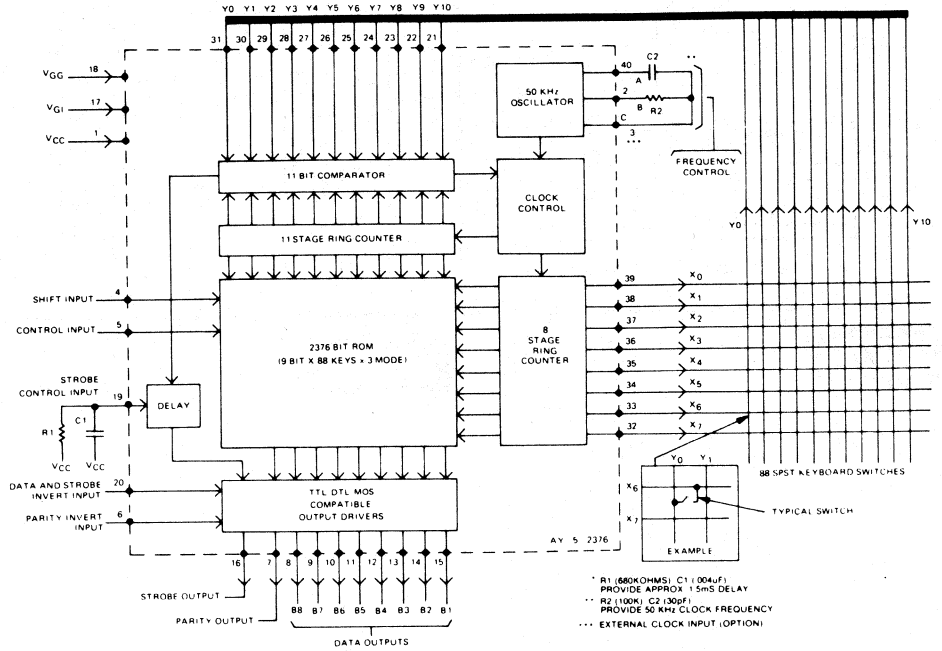 Y0 Y1 Y2 Y3 Y4 Y5 Y6 Y7 Y8 Y9 Y10
31 30 29 28 27 26 25 24 23 22 21
VGG 18
VGI 17
VCC 1
50 KHz
OSCILLATOR
40 C2 **
A
2
B R2
C
3
***
FREQUENCY
CONTROL
11 BIT COMPARATOR
CLOCK
CONTROL
11 STAGE RING COUNTER
Y0 Y10
SHIFT INPUT 4
CONTROL INPUT 5
2376 BIT ROM
(9 BIT X 88 KEYS x 3 MODE)
8
STAGE
RING
COUNTER
39 X0
38 X1
37 X2
36 X3
35 X4
34 X5
33 X6
32 X7
STROBE
CONTROL INPUT
19
DELAY
R1 C1
VCC VCC
88 SPST KEYBOARD SWITCHES
Y0 Y1
X6
X7
TYPICAL SWITCH
EXAMPLE
DATA AND STROBE
INVERT INPUT
20
PARITY INVERT
INPUT
6
TTL DTL MOS
COMPATIBLE
OUTPUT DRIVERS
AY 5 2376
16 7 8 9 10 11 12 13 14 15
STROBE OUTPUT
PARITY OUTPUT
B8 B7 B6 B5 B4 B3 B2 B1
DATA OUTPUTS
* R1 (680KOHMS) C1 (.004uF)
PROVIDE APPROX 1.5mS DELAY
** R2 (100K) C2 (30pF)
PROVIDE 50 KHz CLOCK FREQUENCY
*** EXTERNAL CLOCK INPUT (OPTION)